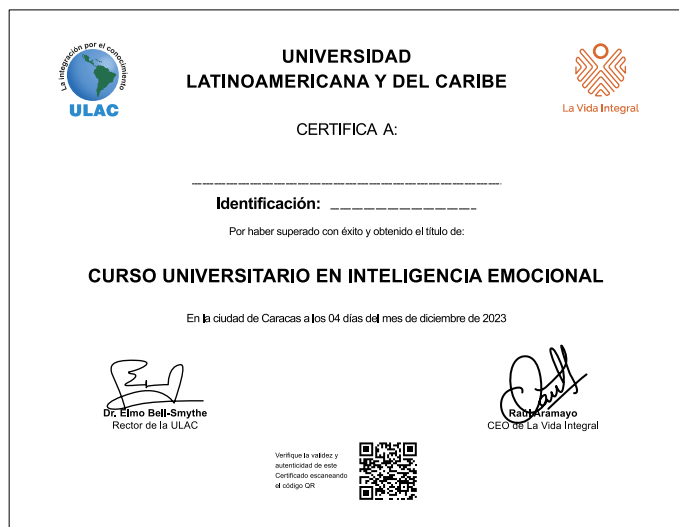 La integración por el conocimiento
ULAC
UNIVERSIDAD
LATINOAMERICANA Y DEL CARIBE
La Vida Integral
CERTIFICA A:
Identificación:
Por haber superado con éxito y obtenido el título de:
CURSO UNIVERSITARIO EN INTELIGENCIA EMOCIONAL
En la ciudad de Caracas a los 04 días del mes de diciembre de 2023
Dr. Elmo Bell-Smythe
Rector de la ULAC
Raúl Aramayo
CEO de La Vida Integral
Verifique la validez y
autenticidad de este
Certificado escaneando
el código QR